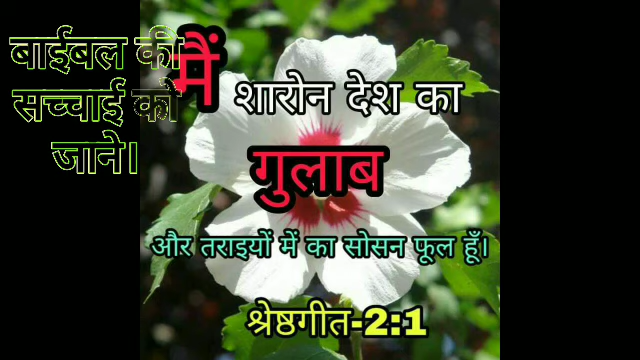 बाईबल की
सच्चाई को
जाने।
मैं शारोन देश का
गुलाब
और तराइयों में का सोसन फूल हूँ।
श्रेष्ठगीत-2:1